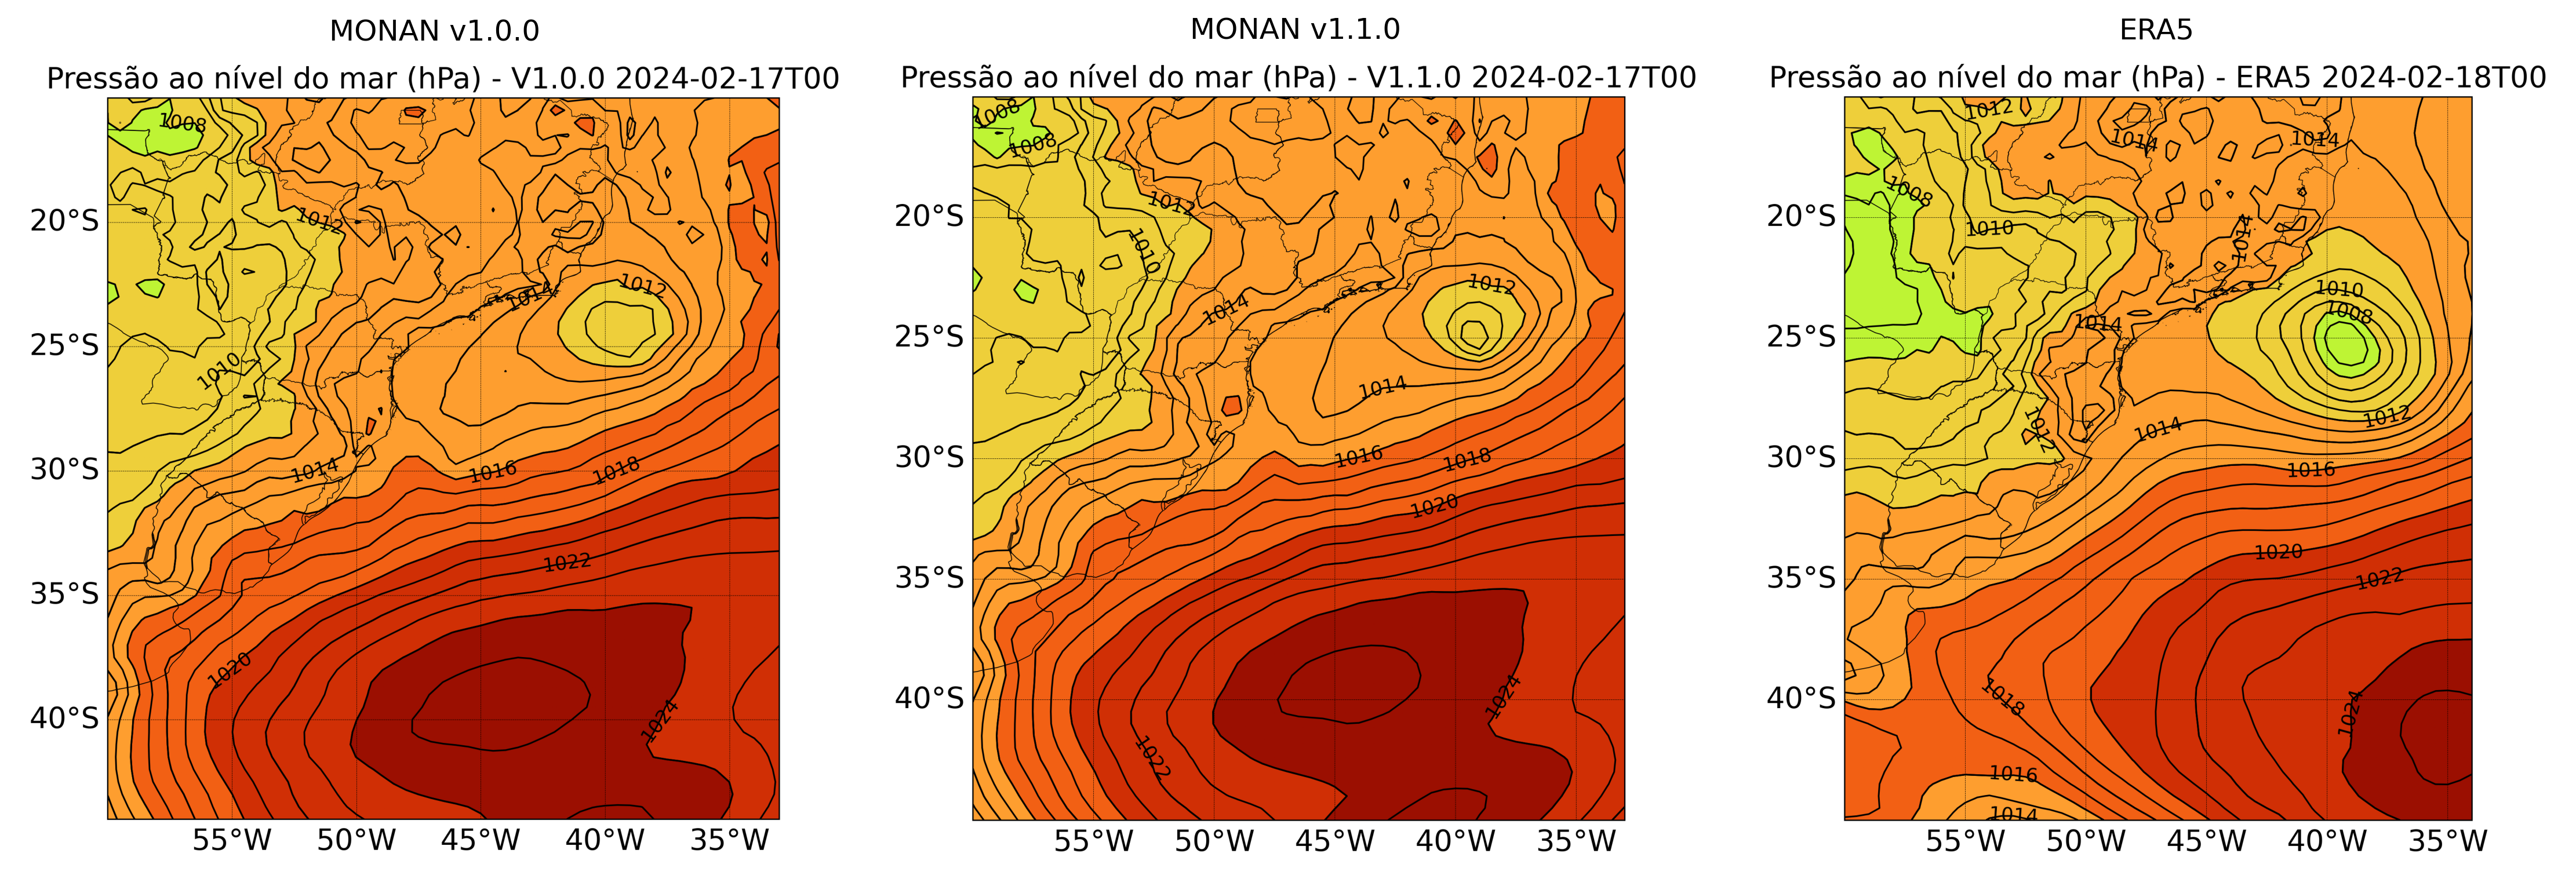 MONAN v1.0.0
Pressão ao nível do mar (hPa) - V1.0.0 2024-02-17T00
1008
1012
1012
1014
1010
1014
1016
1018
1022
1020
1024
20°S
25°S
30°S
35°S
40°S
55°W 50°W 45°W 40°W 35°W
MONAN v1.1.0
Pressão ao nível do mar (hPa) - V1.1.0 2024-02-17T00
1008
1008
1012
1010
1012
1014
1014
1016
1018
1020
1024
1022
20°S
25°S
30°S
35°S
40°S
55°W 50°W 45°W 40°W 35°W
ERA5
Pressão ao nível do mar (hPa) - ERA5 2024-02-18T00
1012
1014
1014
1008
1010
1014
1010
1008
1014
1012
1012
1014
1016
1020
1022
1018
1024
1016
1014
20°S
25°S
30°S
35°S
40°S
55°W 50°W 45°W 40°W 35°W